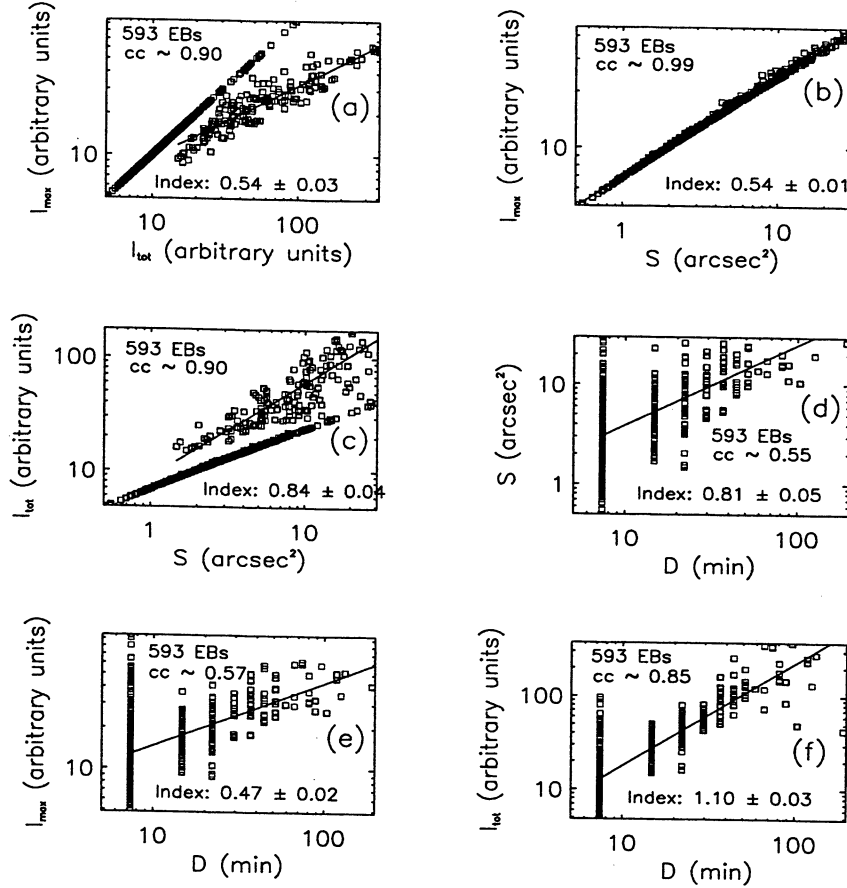 593 EBs
cc ~ 0.90
(a)
Index: 0.54 ± 0.03
10
10
100
I_max (arbitrary units)
I_tot (arbitrary units)
593 EBs
cc ~ 0.99
(b)
Index: 0.54 ± 0.01
10
1
10
I_max (arbitrary units)
S (arcsec²)
593 EBs
cc ~ 0.90
(c)
Index: 0.84 ± 0.04
100
10
1
10
I_tot (arbitrary units)
S (arcsec²)
(d)
593 EBs
cc ~ 0.55
Index: 0.81 ± 0.05
10
1
10
100
S (arcsec²)
D (min)
593 EBs
cc ~ 0.57
(e)
Index: 0.47 ± 0.02
10
10
100
I_max (arbitrary units)
D (min)
593 EBs
cc ~ 0.85
(f)
Index: 1.10 ± 0.03
100
10
10
100
I_tot (arbitrary units)
D (min)